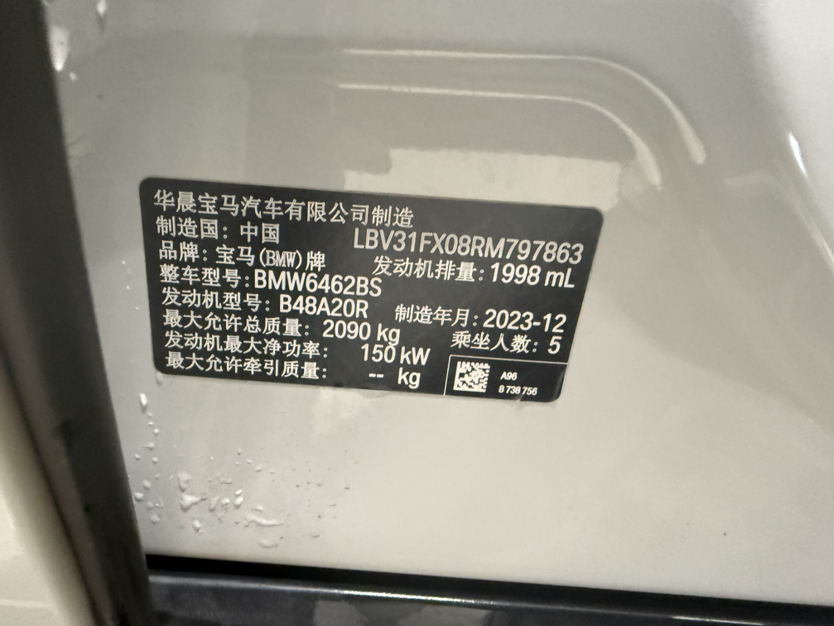 华晨宝马汽车有限公司制造
制造国: 中国 LBV31FX08RM797863
品牌: 宝马(BMW)牌 发动机排量: 1998 mL
整车型号: BMW6462BS
发动机型号: B48A20R 制造年月: 2023-12
最大允许总质量: 2090 kg 乘坐人数: 5
发动机最大净功率: 150 kW
最大允许牵引质量: -- kg
A96
8 738 756